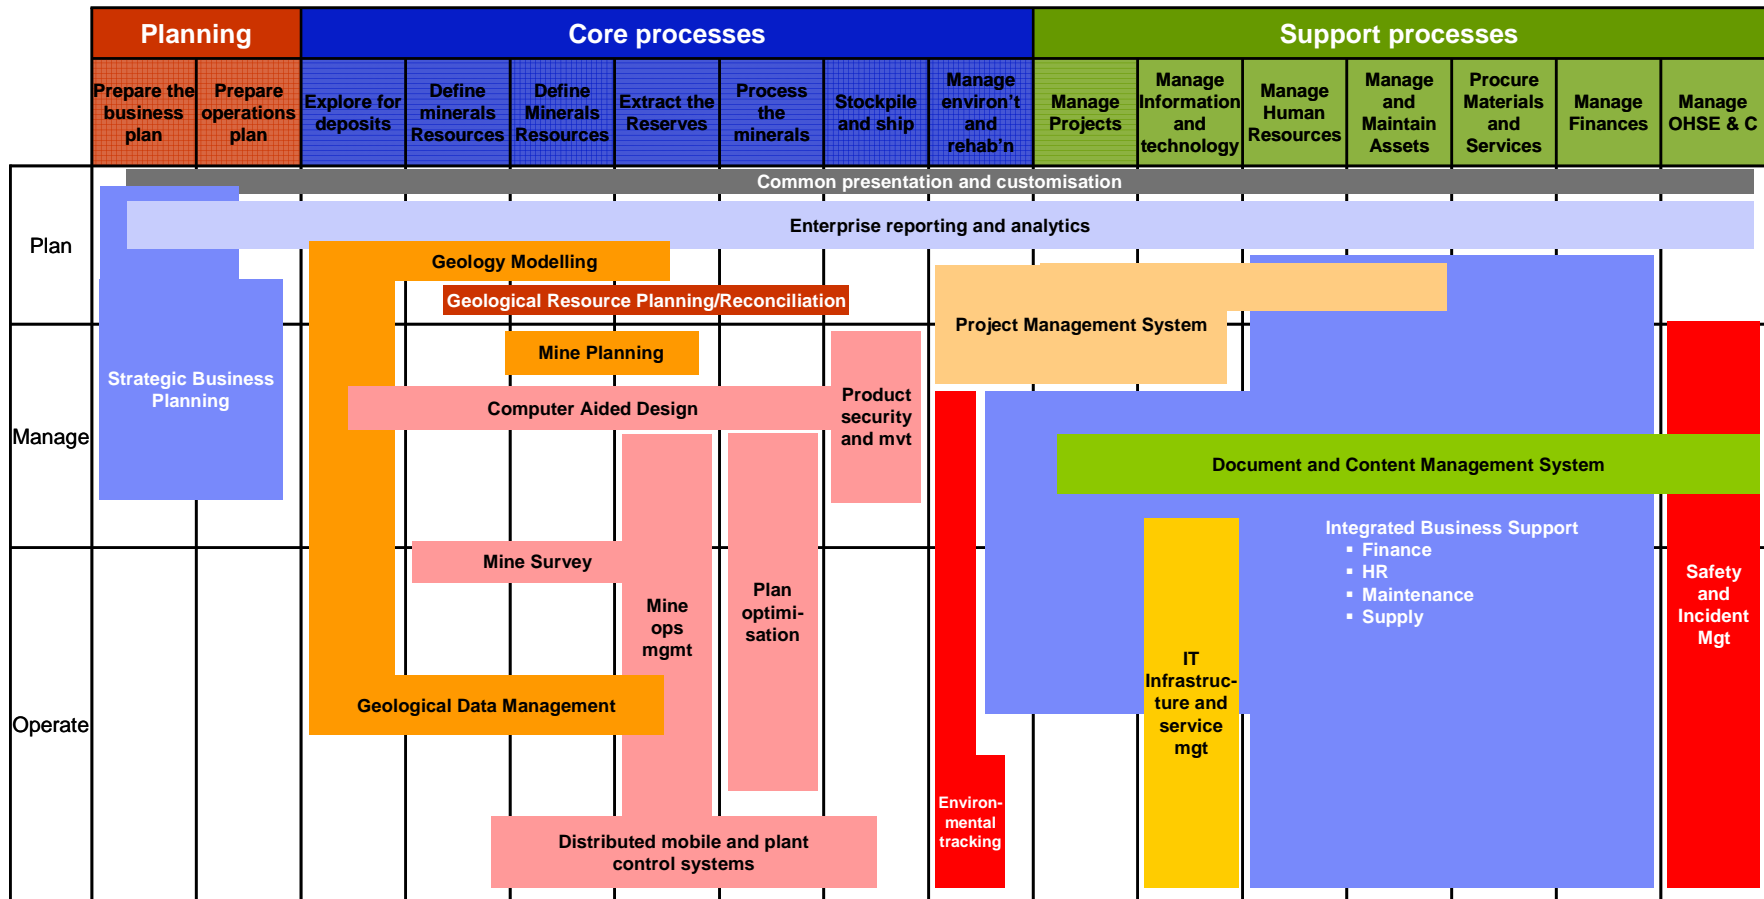 Planning
Core processes
Support processes
Prepare the
business
plan
Prepare
operations
plan
Explore for
deposits
Define
minerals
Resources
Define
Minerals
Resources
Extract the
Reserves
Process
the
minerals
Stockpile
and ship
Manage
environ't
and
rehab'n
Manage
Projects
Manage
Information
and
technology
Manage
Human
Resources
Manage
and
Maintain
Assets
Procure
Materials
and
Services
Manage
Finances
Manage
OHSE & C
Common presentation and customisation
Plan
Enterprise reporting and analytics
Geology Modelling
Geological Resource Planning/Reconciliation
Project Management System
Mine Planning
Strategic Business
Planning
Manage
Computer Aided Design
Product
security
and mvt
Document and Content Management System
Integrated Business Support
▪ Finance
▪ HR
▪ Maintenance
▪ Supply
Mine Survey
Mine
ops
mgmt
Plan
optimi-
sation
Safety
and
Incident
Mgt
IT
Infrastruc-
ture and
service
mgt
Operate
Geological Data Management
Environ-
mental
tracking
Distributed mobile and plant
control systems